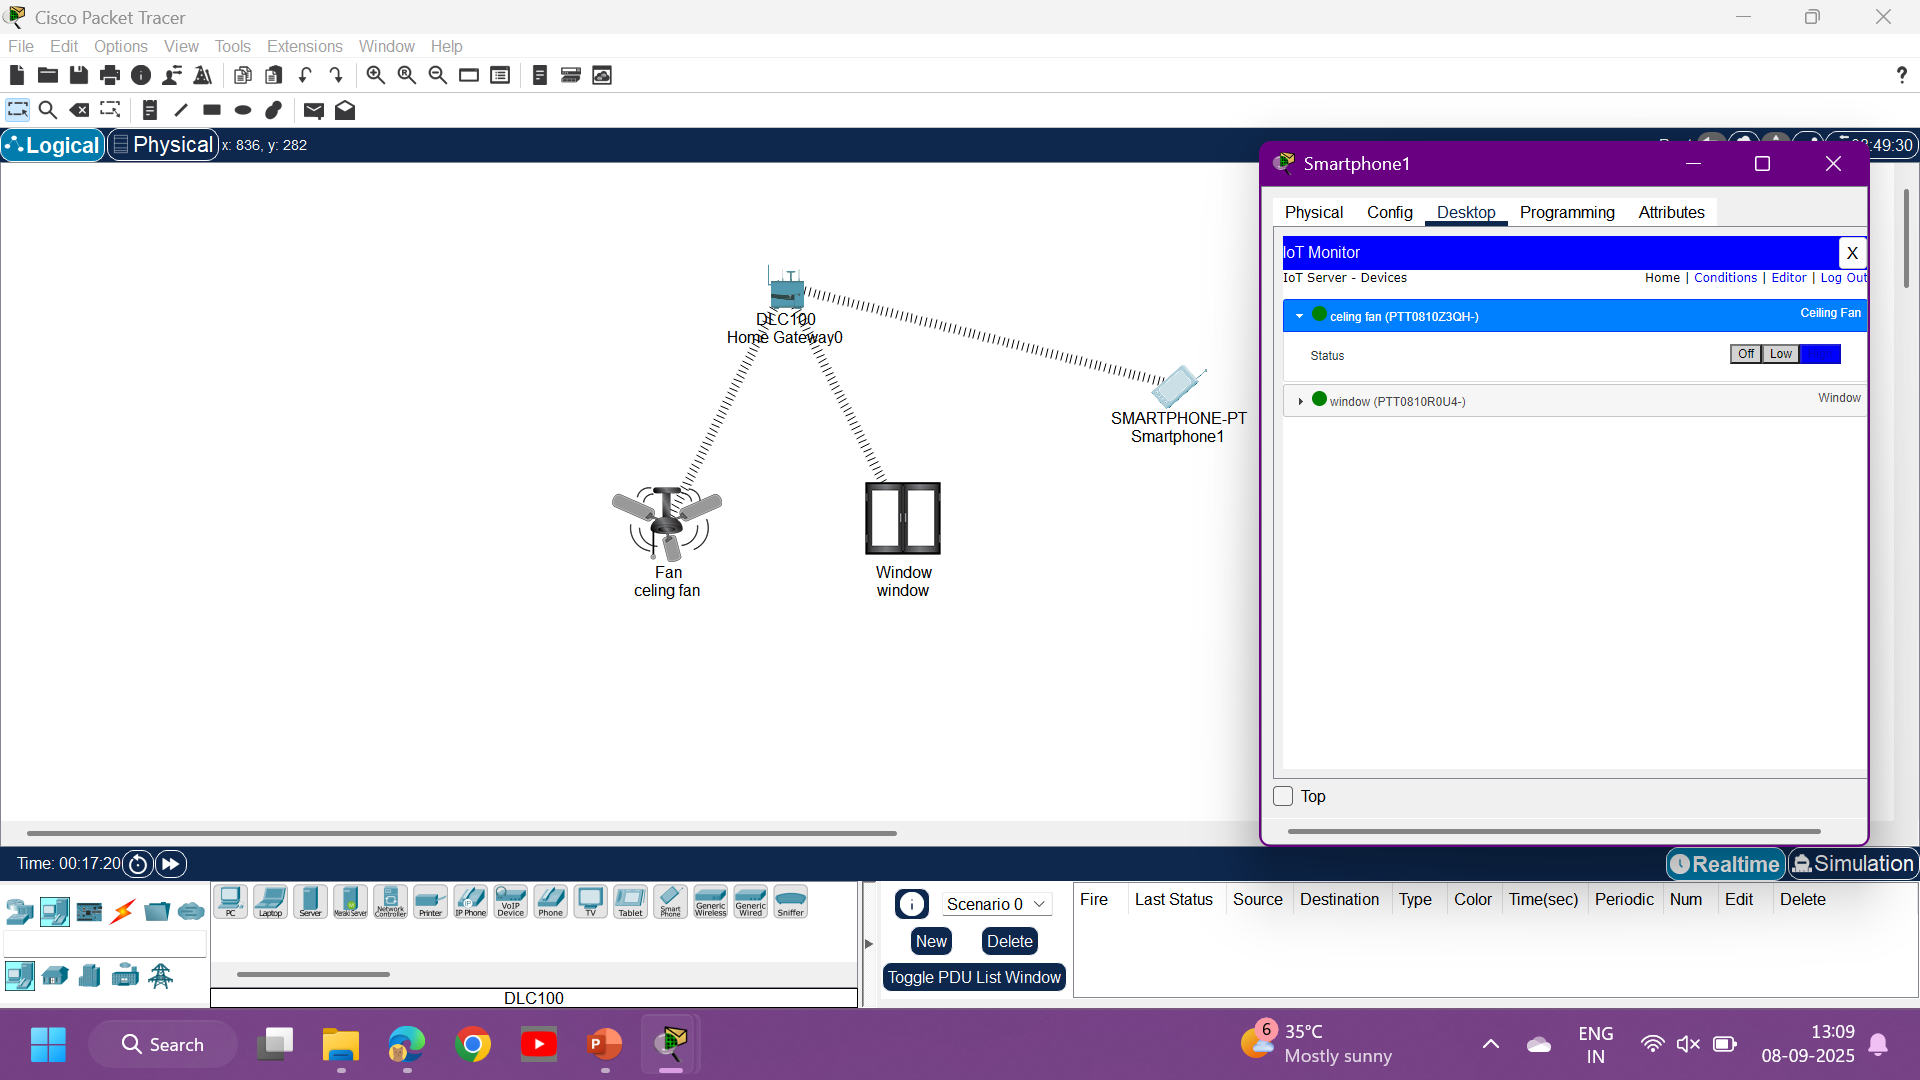 Cisco Packet Tracer
File Edit Options View Tools Extensions Window Help
?
Logical Physical x: 836, y: 282
:49:30
Smartphone1
Physical Config Desktop Programming Attributes
IoT Monitor
X
IoT Server - Devices
Home | Conditions | Editor | Log Out
celing fan (PTT0810Z3QH-)
Ceiling Fan
Status
Off Low
window (PTT0810R0U4-)
Window
Top
DLC100
Home Gateway0
SMARTPHONE-PT
Smartphone1
Fan
celing fan
Window
window
Time: 00:17:20
Realtime Simulation
PC Laptop Server Meraki Server Network Controller Printer IP Phone VoIP Device Phone TV Tablet Smart Phone Generic Wireless Generic Wired Sniffer
DLC100
Scenario 0
New Delete
Toggle PDU List Window
Fire Last Status Source Destination Type Color Time(sec) Periodic Num Edit Delete
Search
6
35°C
Mostly sunny
ENG
IN
13:09
08-09-2025